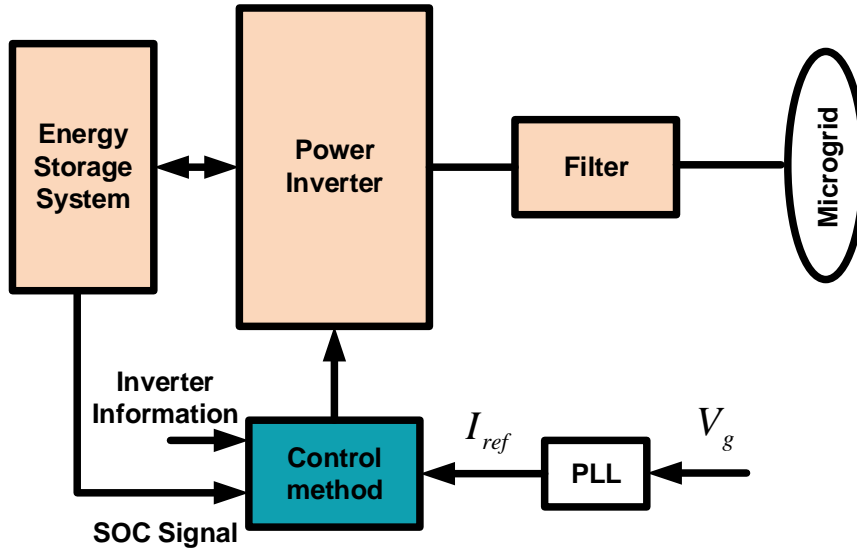 Energy
Storage
System
Power
Inverter
Filter
Microgrid
Inverter
Information
I_ref
V_g
Control
method
PLL
SOC Signal